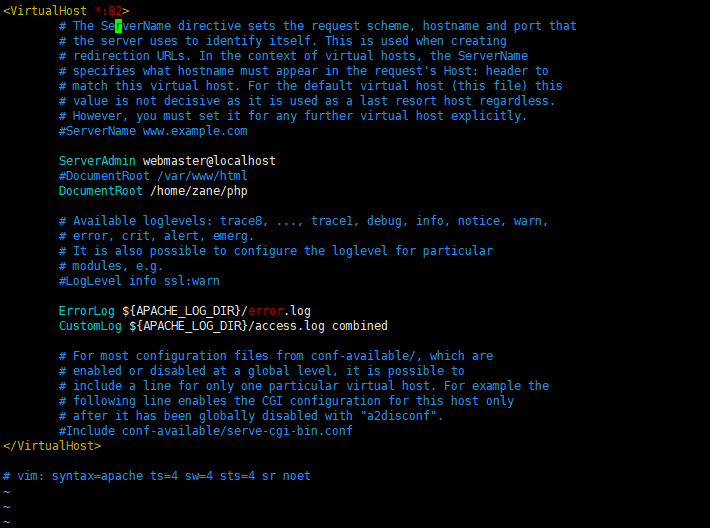 <VirtualHost *:82>
# The ServerName directive sets the request scheme, hostname and port that
# the server uses to identify itself. This is used when creating
# redirection URLs. In the context of virtual hosts, the ServerName
# specifies what hostname must appear in the request's Host: header to
# match this virtual host. For the default virtual host (this file) this
# value is not decisive as it is used as a last resort host regardless.
# However, you must set it for any further virtual host explicitly.
#ServerName www.example.com
ServerAdmin webmaster@localhost
#DocumentRoot /var/www/html
DocumentRoot /home/zane/php
# Available loglevels: trace8, ..., trace1, debug, info, notice, warn,
# error, crit, alert, emerg.
# It is also possible to configure the loglevel for particular
# modules, e.g.
#LogLevel info ssl:warn
ErrorLog ${APACHE_LOG_DIR}/error.log
CustomLog ${APACHE_LOG_DIR}/access.log combined
# For most configuration files from conf-available/, which are
# enabled or disabled at a global level, it is possible to
# include a line for only one particular virtual host. For example the
# following line enables the CGI configuration for this host only
# after it has been globally disabled with "a2disconf".
#Include conf-available/serve-cgi-bin.conf
</VirtualHost>
# vim: syntax=apache ts=4 sw=4 sts=4 sr noet
~
~
~